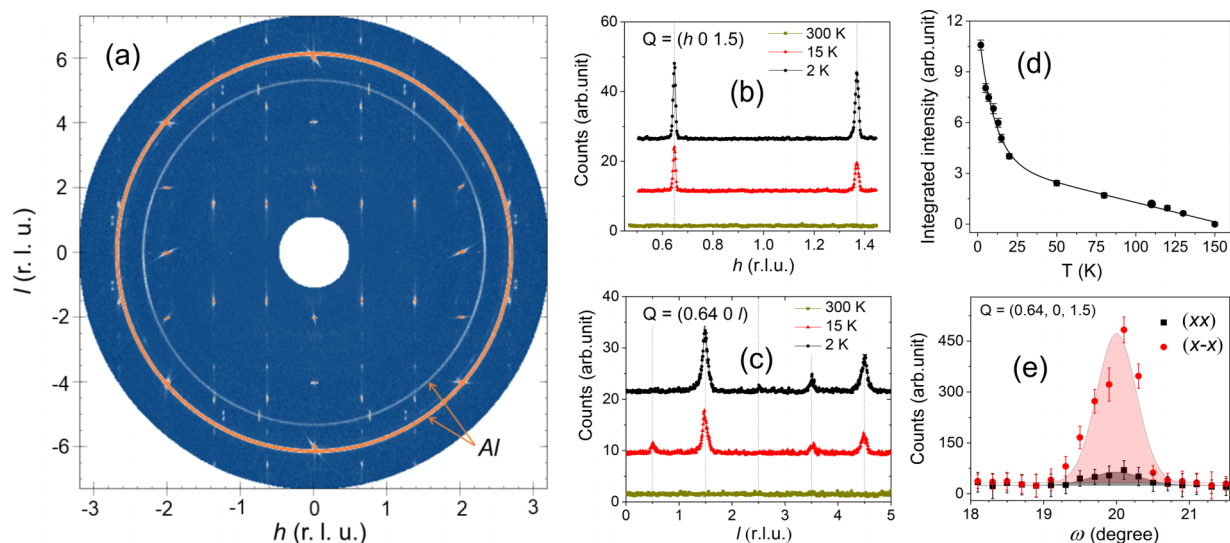 (a)
l (r. l. u.)
6
4
2
0
-2
-4
-6
Al
-3 -2 -1 0 1 2 3
h (r. l. u.)
(b)
Q = (h 0 1.5)
300 K
15 K
2 K
Counts (arb.unit)
60
40
20
0
0.6 0.8 1.0 1.2 1.4
h (r.l.u.)
(c)
Q = (0.64 0 l)
300 K
15 K
2 K
Counts (arb.unit)
40
30
20
10
0
0 1 2 3 4 5
l (r.l.u.)
(d)
Integrated intensity (arb.unit)
12
9
6
3
0
0 25 50 75 100 125 150
T (K)
(e)
Q = (0.64, 0, 1.5)
(xx)
(x-x)
Counts (arb.unit)
450
300
150
0
18 19 20 21
ω (degree)